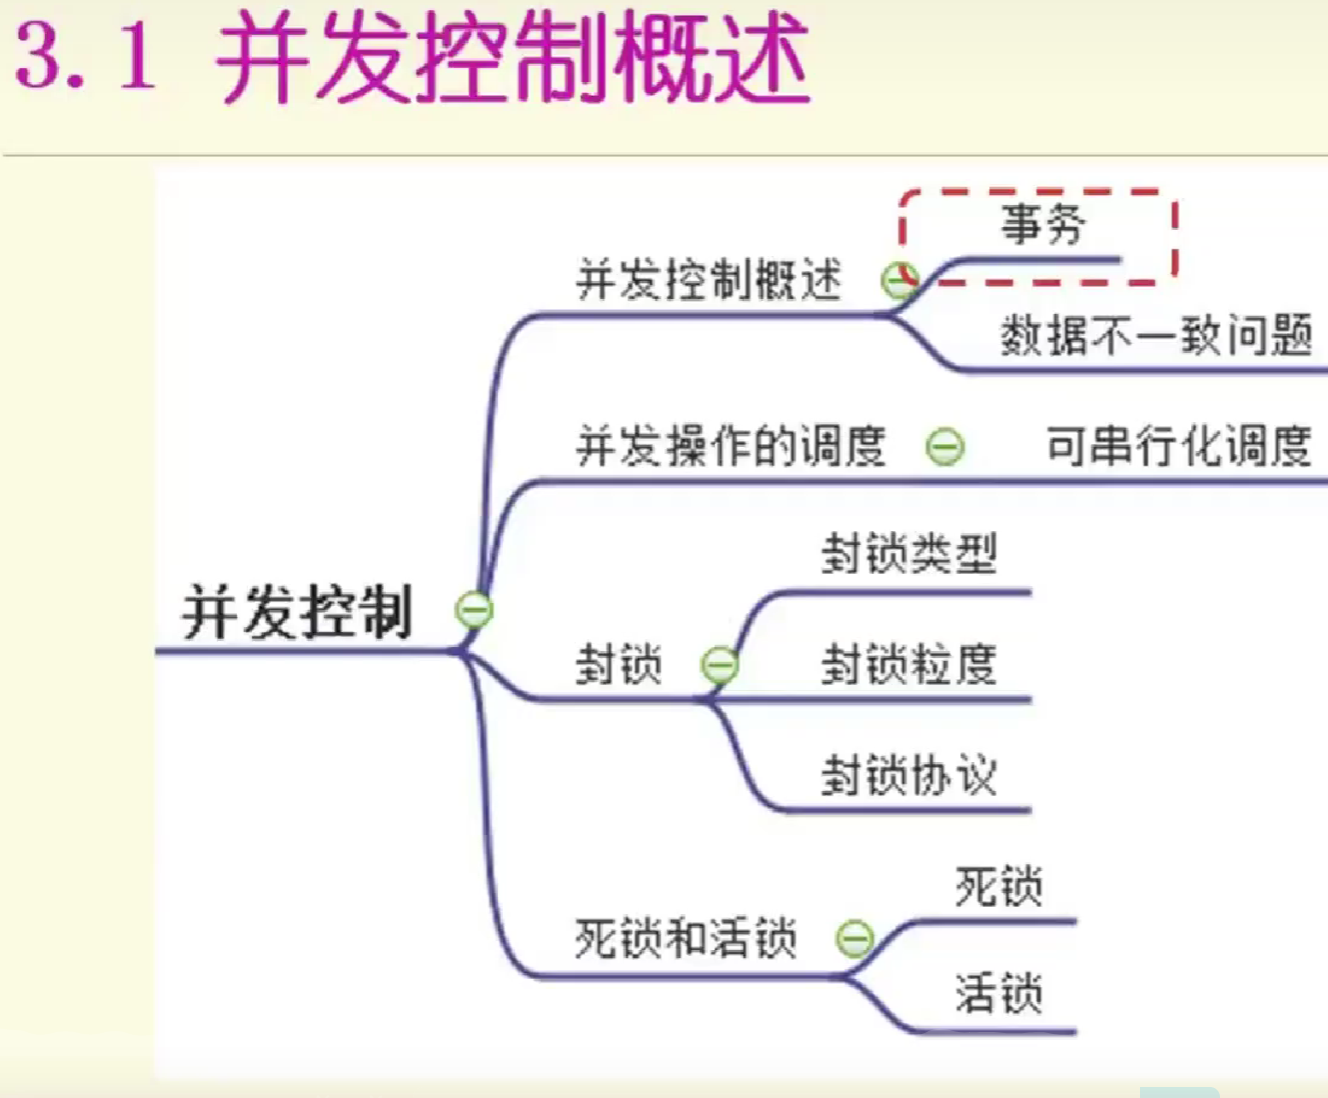 3.1 并发控制概述
事务
并发控制概述
数据不一致问题
并发操作的调度
可串行化调度
封锁类型
并发控制
封锁
封锁粒度
封锁协议
死锁
死锁和活锁
活锁